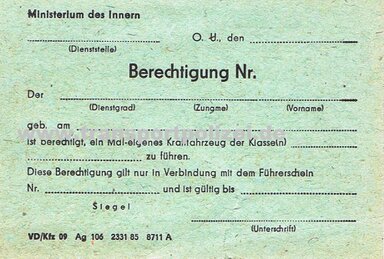 Ministerium des Innern
O. U., den
(Dienststelle)
Berechtigung Nr.
Der
(Dienstgrad) (Zuname) (Vorname)
geb. am
ist berechtigt, ein MdI-eigenes Kraftfahrzeug der Klasse(n)
zu führen.
Diese Berechtigung gilt nur in Verbindung mit dem Führerschein
Nr. und ist gültig bis
Siegel
(Unterschrift)
VD/Kfz 09 Ag 106 2331 85 8711 A